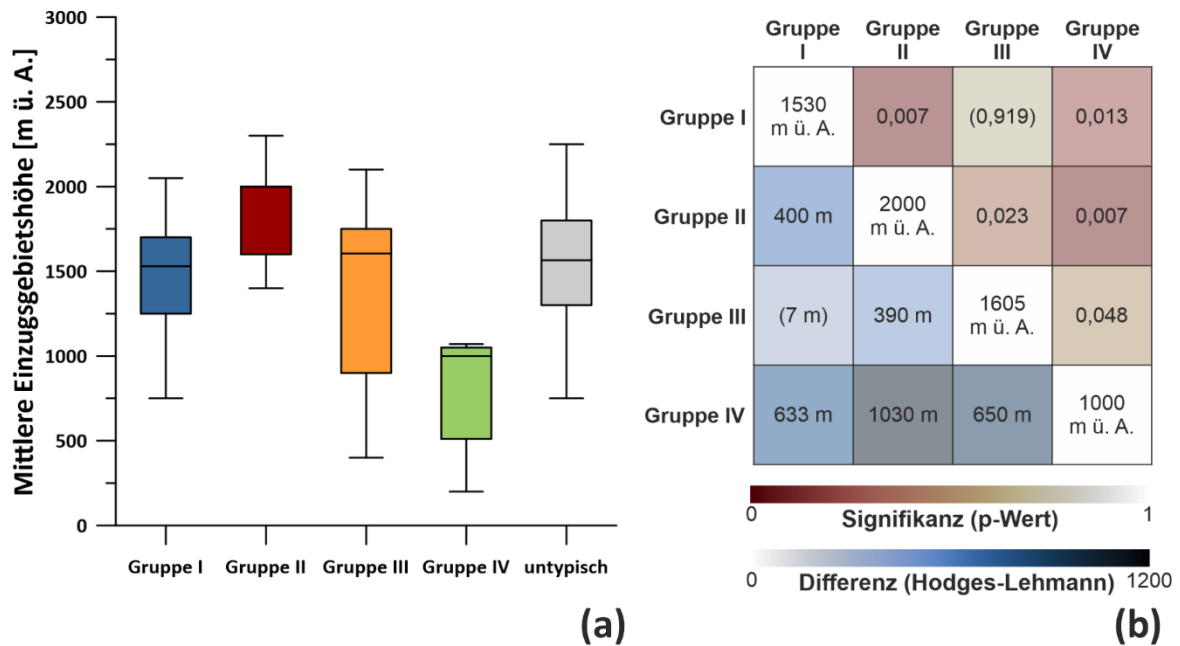 Mittlere Einzugsgebietshöhe [m ü. A.]
3000
2500
2000
1500
1000
500
0
Gruppe I
Gruppe II
Gruppe III
Gruppe IV
untypisch
(a)
Gruppe
I
Gruppe
II
Gruppe
III
Gruppe
IV
Gruppe I
1530
m ü. A.
0,007
(0,919)
0,013
Gruppe II
400 m
2000
m ü. A.
0,023
0,007
Gruppe III
(7 m)
390 m
1605
m ü. A.
0,048
Gruppe IV
633 m
1030 m
650 m
1000
m ü. A.
0
Signifikanz (p-Wert)
1
0
Differenz (Hodges-Lehmann)
1200
(b)